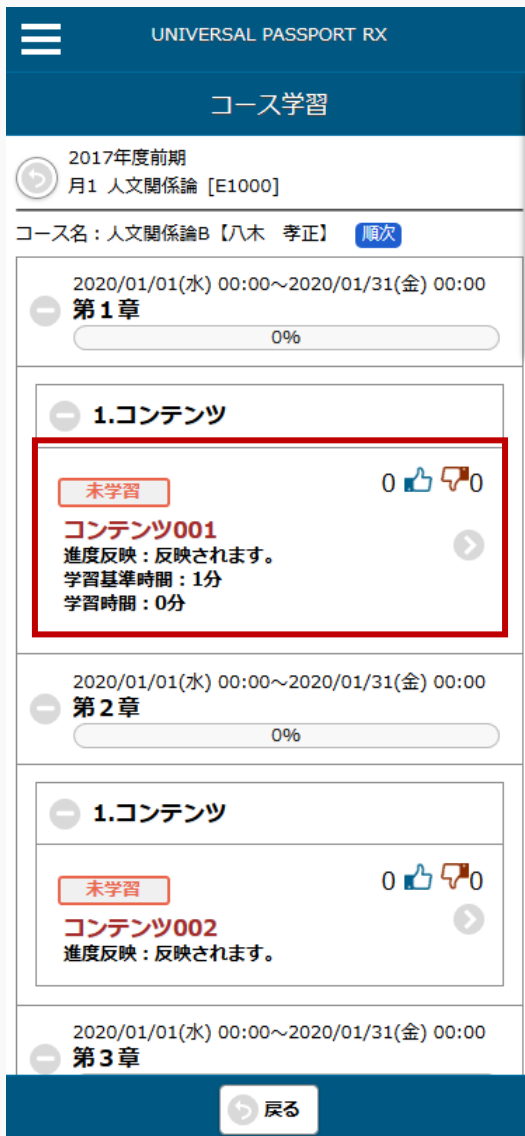 UNIVERSAL PASSPORT RX
コース学習
2017年度前期
月1 人文関係論 [E1000]
コース名：人文関係論B【八木　孝正】 順次
2020/01/01(水) 00:00～2020/01/31(金) 00:00
第１章
0%
1.コンテンツ
未学習
0 0
コンテンツ001
進度反映：反映されます。
学習基準時間：1分
学習時間：0分
2020/01/01(水) 00:00～2020/01/31(金) 00:00
第２章
0%
1.コンテンツ
未学習
0 0
コンテンツ002
進度反映：反映されます。
2020/01/01(水) 00:00～2020/01/31(金) 00:00
第３章
戻る